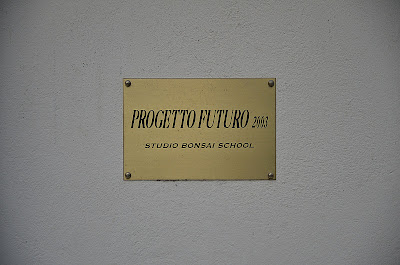 PROGETTO FUTURO 2003
STUDIO BONSAI SCHOOL